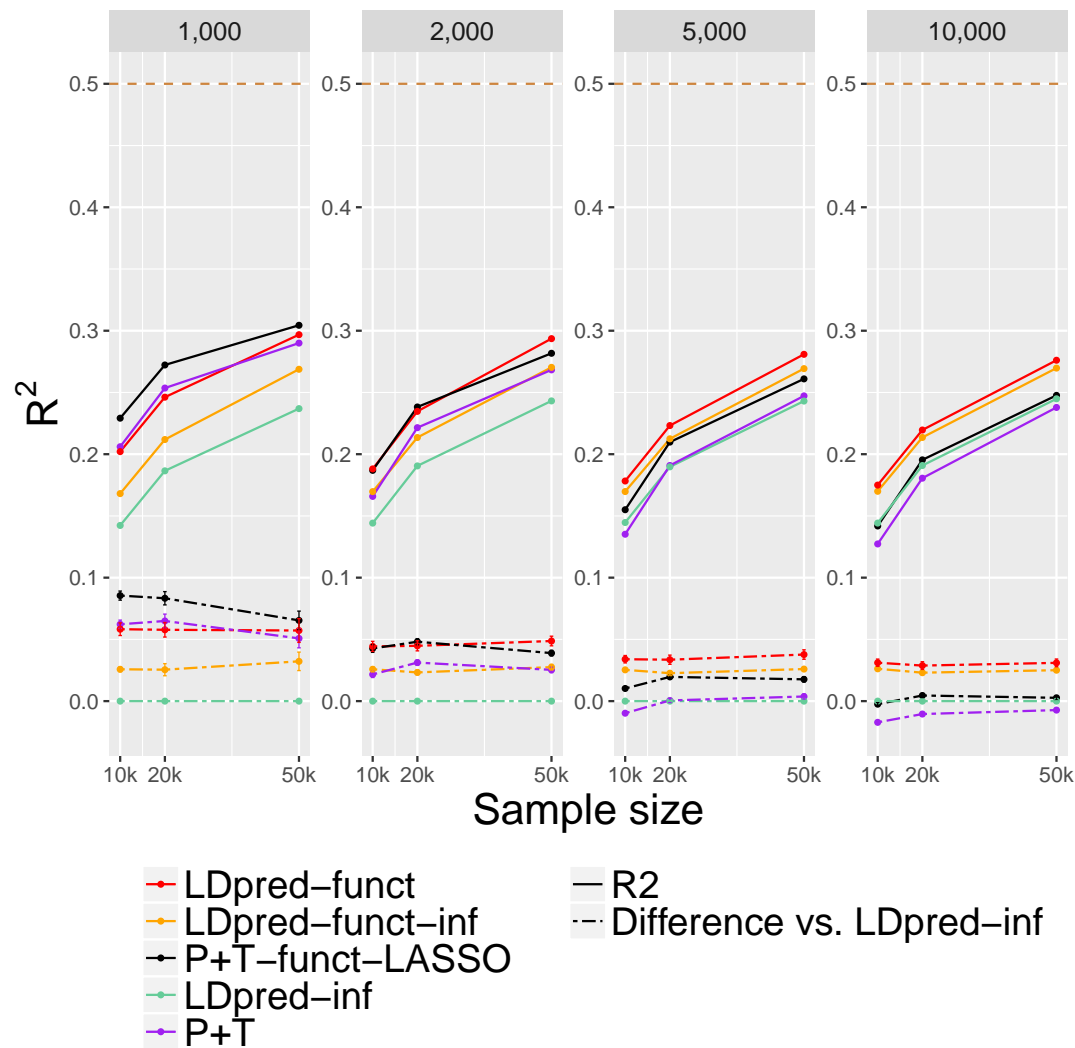 1,000 2,000 5,000 10,000
0.5 0.5 0.5 0.5
0.4 0.4 0.4 0.4
0.3 0.3 0.3 0.3
0.2 0.2 0.2 0.2
0.1 0.1 0.1 0.1
0.0 0.0 0.0 0.0
R²
10k 20k 50k 10k 20k 50k 10k 20k 50k 10k 20k 50k
Sample size
LDpred−funct
LDpred−funct−inf
P+T−funct−LASSO
LDpred−inf
P+T
R2
Difference vs. LDpred−inf